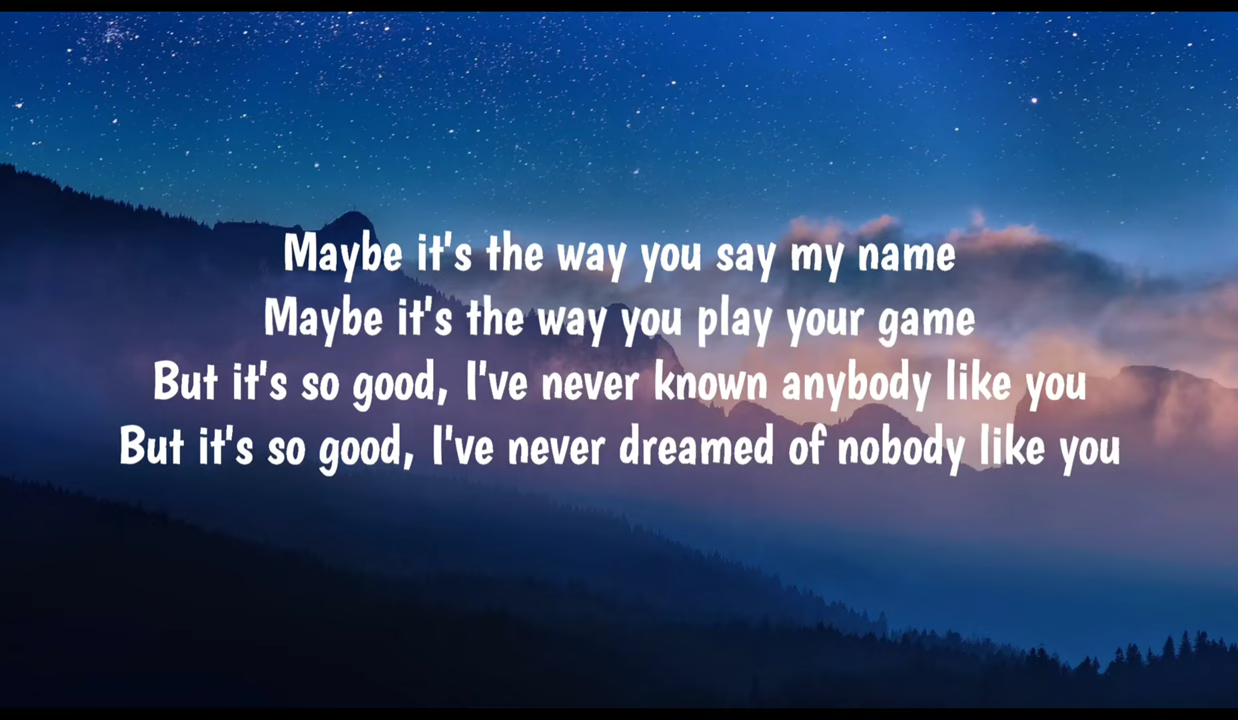 Maybe it's the way you say my name
Maybe it's the way you play your game
But it's so good, I've never known anybody like you
But it's so good, I've never dreamed of nobody like you